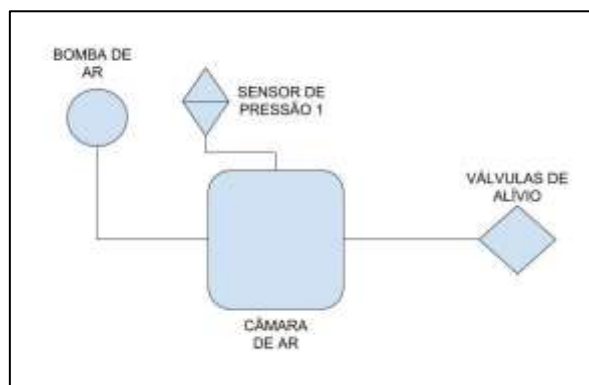 BOMBA DE
AR
SENSOR DE
PRESSÃO 1
VÁLVULAS DE
ALÍVIO
CÂMARA
DE AR